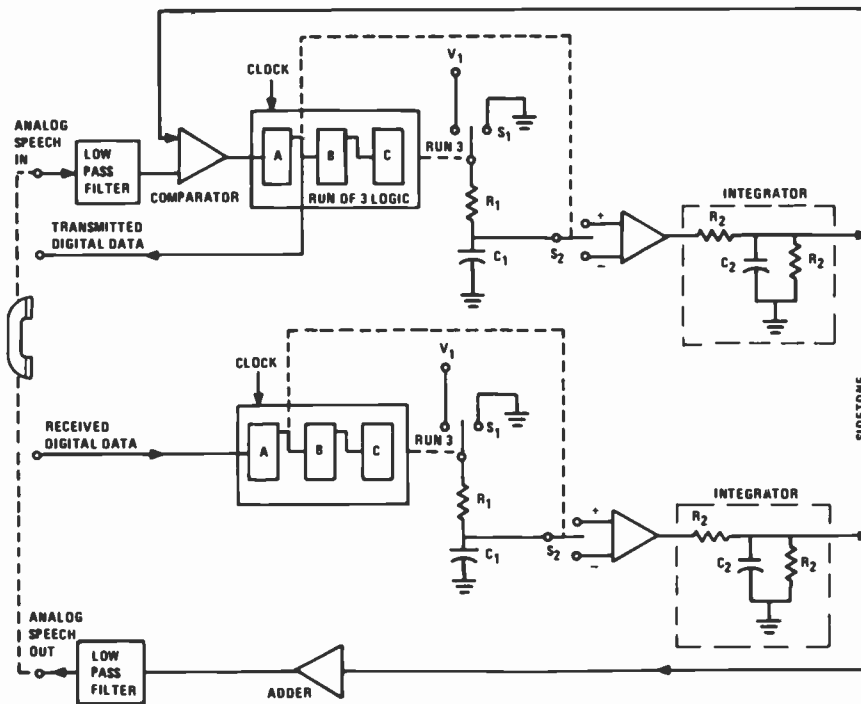 V1
CLOCK
S1
ANALOG
SPEECH
IN
LOW
PASS
FILTER
COMPARATOR
A
B
C
RUN 3
RUN OF 3 LOGIC
R1
INTEGRATOR
TRANSMITTED
DIGITAL DATA
C1
S2
+
−
R2
C2
R2
V1
CLOCK
S1
RECEIVED
DIGITAL DATA
A
B
C
RUN 3
SIDETONE
R1
INTEGRATOR
C1
S2
+
−
R2
C2
R2
ANALOG
SPEECH
OUT
LOW
PASS
FILTER
ADDER